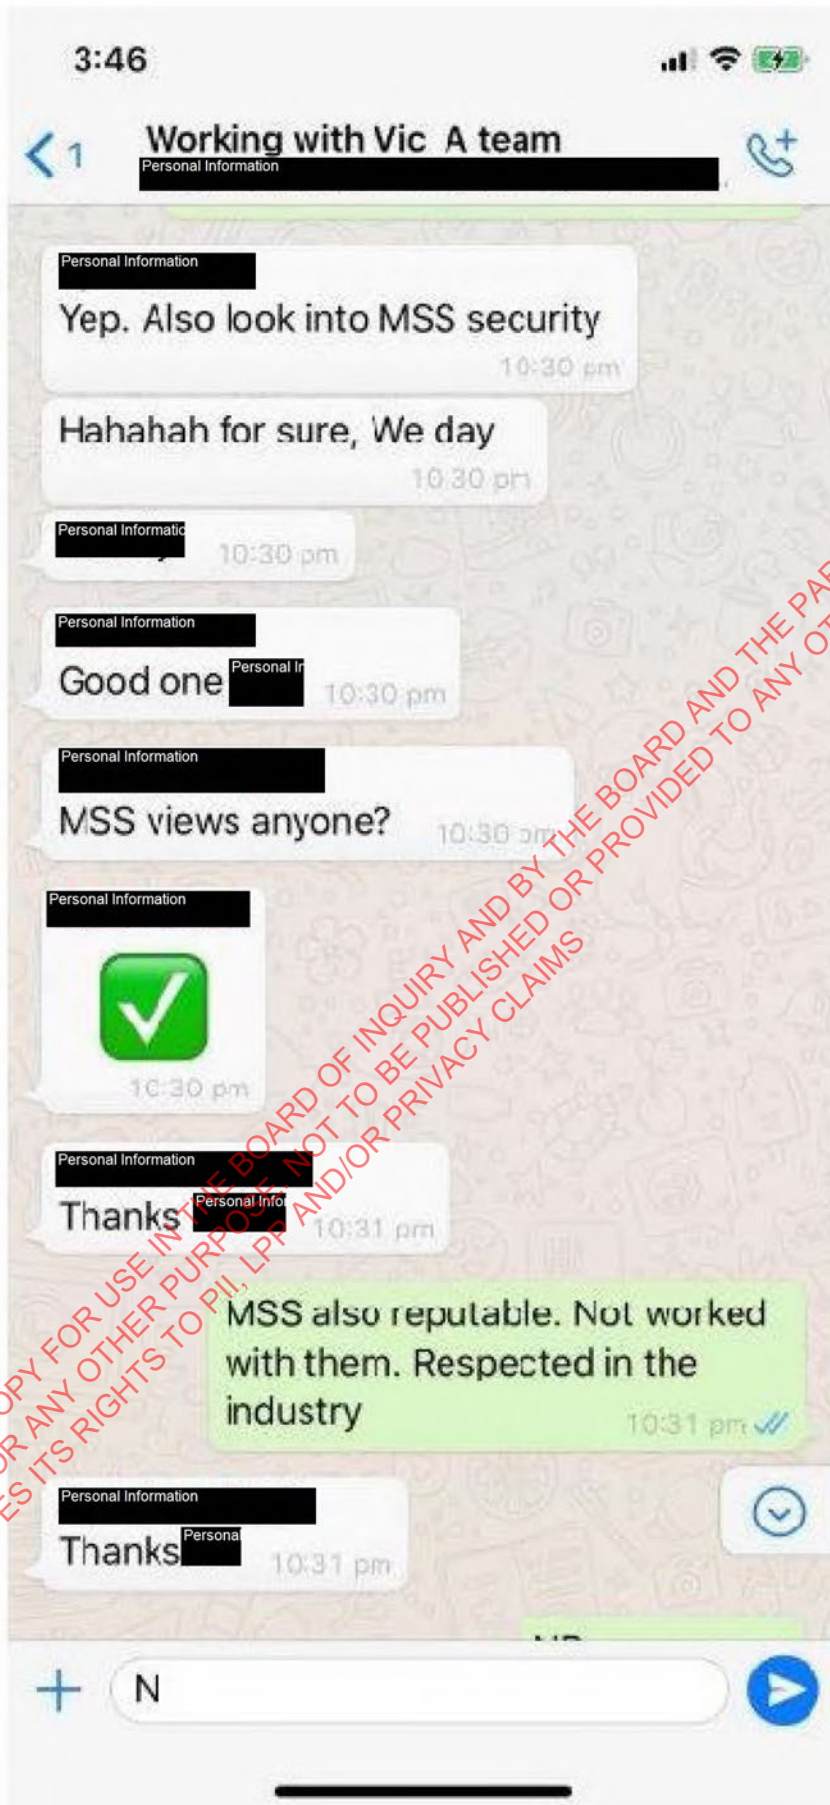 3:46
1
Working with Vic A team
Personal Information
Personal Information
Yep. Also look into MSS security
10:30 pm
Hahahah for sure, We day
10:30 pm
Personal Informatio
10:30 pm
Personal Information
Good one Personal In
10:30 pm
Personal Information
MSS views anyone?
10:30 pm
Personal Information
10:30 pm
Personal Information
Thanks Personal Infor
10:31 pm
MSS also reputable. Not worked
with them. Respected in the
industry
10:31 pm
Personal Information
Thanks Persona
10:31 pm
N
OPY FOR USE IN THE BOARD OF INQUIRY AND BY THE BOARD AND THE PAR
OR ANY OTHER PURPOSE. NOT TO BE PUBLISHED OR PROVIDED TO ANY OT
ES ITS RIGHTS TO PII, LPP AND/OR PRIVACY CLAIMS